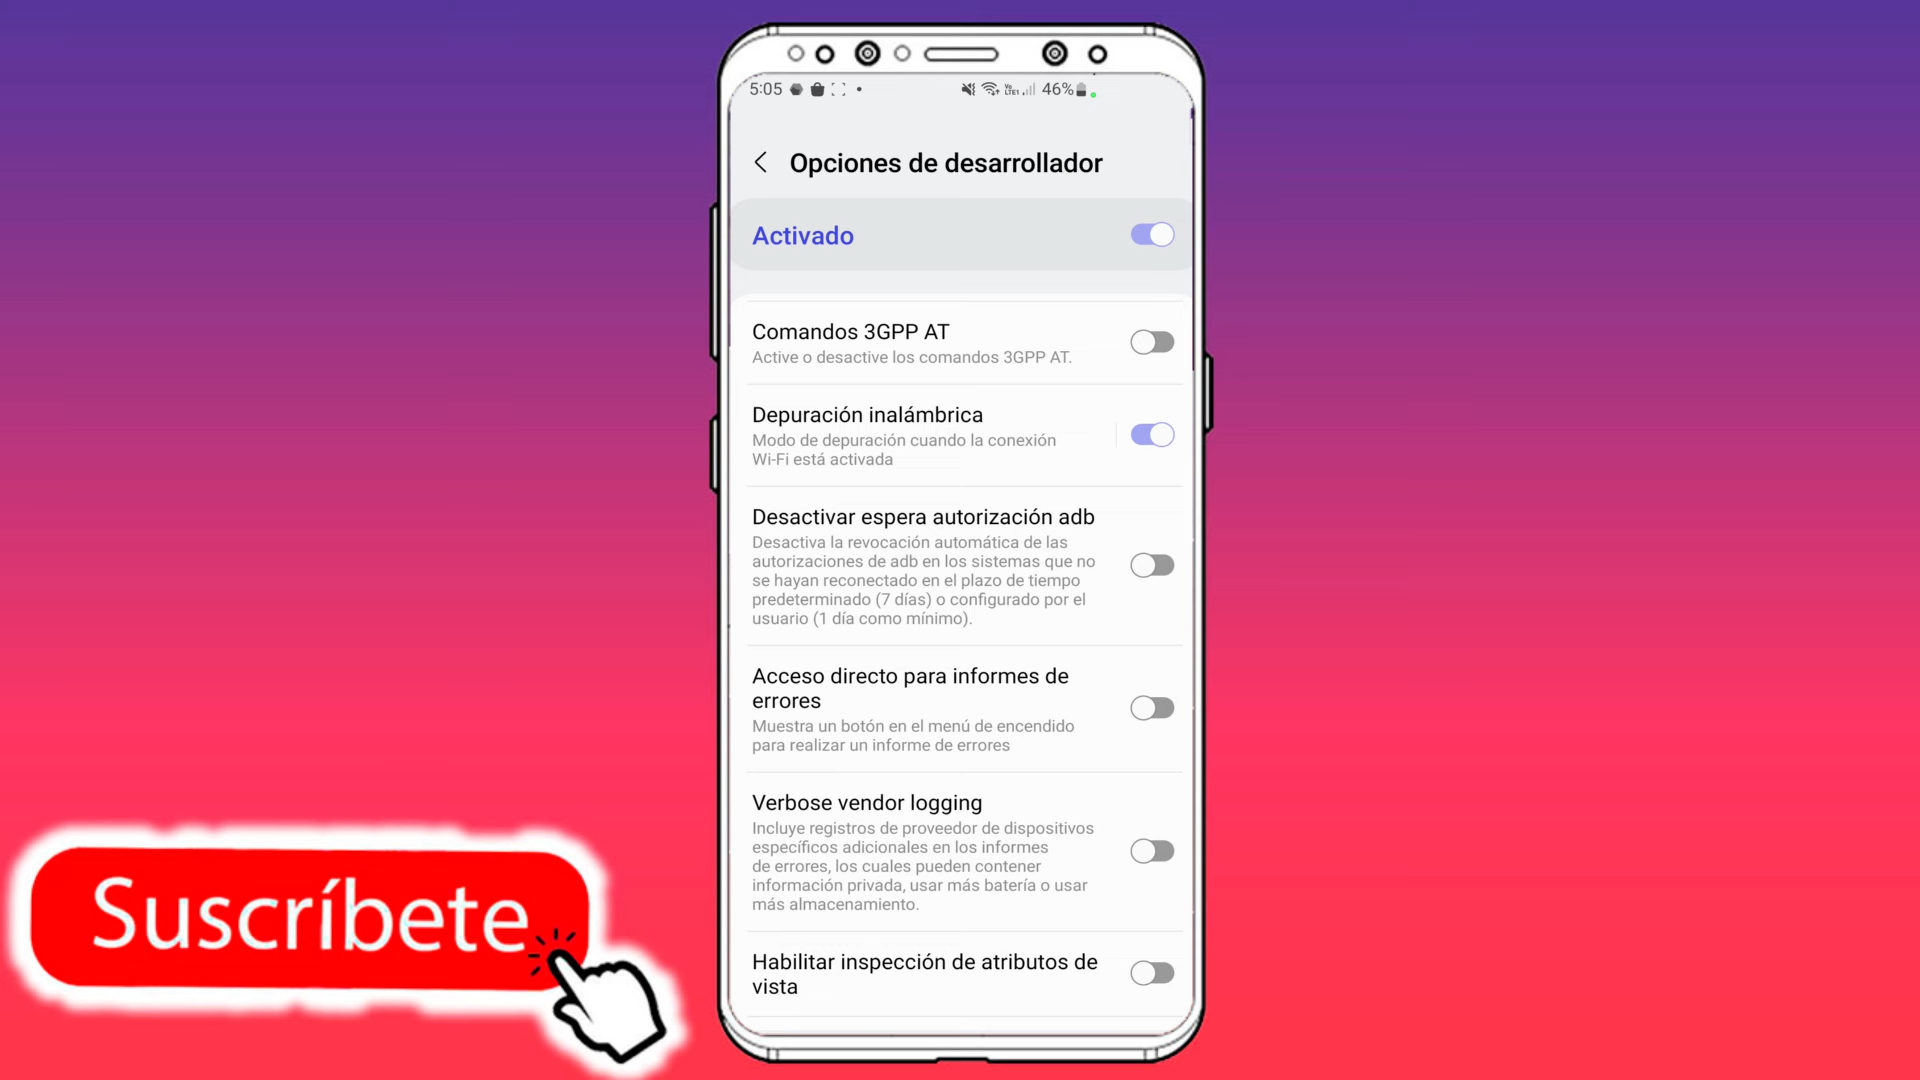 5:05
46%
Opciones de desarrollador
Activado
Comandos 3GPP AT
Active o desactive los comandos 3GPP AT.
Depuración inalámbrica
Modo de depuración cuando la conexión
Wi-Fi está activada
Desactivar espera autorización adb
Desactiva la revocación automática de las
autorizaciones de adb en los sistemas que no
se hayan reconectado en el plazo de tiempo
predeterminado (7 días) o configurado por el
usuario (1 día como mínimo).
Acceso directo para informes de
errores
Muestra un botón en el menú de encendido
para realizar un informe de errores
Verbose vendor logging
Incluye registros de proveedor de dispositivos
específicos adicionales en los informes
de errores, los cuales pueden contener
información privada, usar más batería o usar
más almacenamiento.
Habilitar inspección de atributos de
vista
Suscríbete